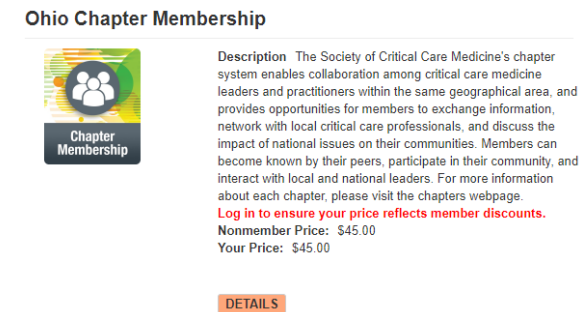 Ohio Chapter Membership
Chapter
Membership
Description The Society of Critical Care Medicine's chapter
system enables collaboration among critical care medicine
leaders and practitioners within the same geographical area, and
provides opportunities for members to exchange information,
network with local critical care professionals, and discuss the
impact of national issues on their communities. Members can
become known by their peers, participate in their community, and
interact with local and national leaders. For more information
about each chapter, please visit the chapters webpage.
Log in to ensure your price reflects member discounts.
Nonmember Price: $45.00
Your Price: $45.00
DETAILS